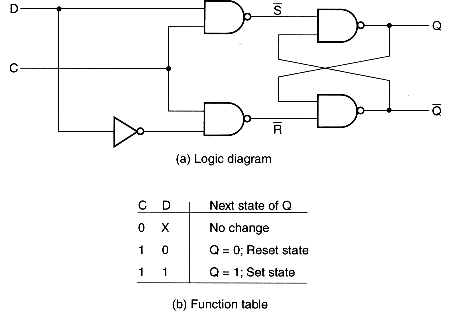 D
S̅
Q
C
R̅
Q̅
(a) Logic diagram
C D Next state of Q
0 X No change
1 0 Q = 0; Reset state
1 1 Q = 1; Set state
(b) Function table